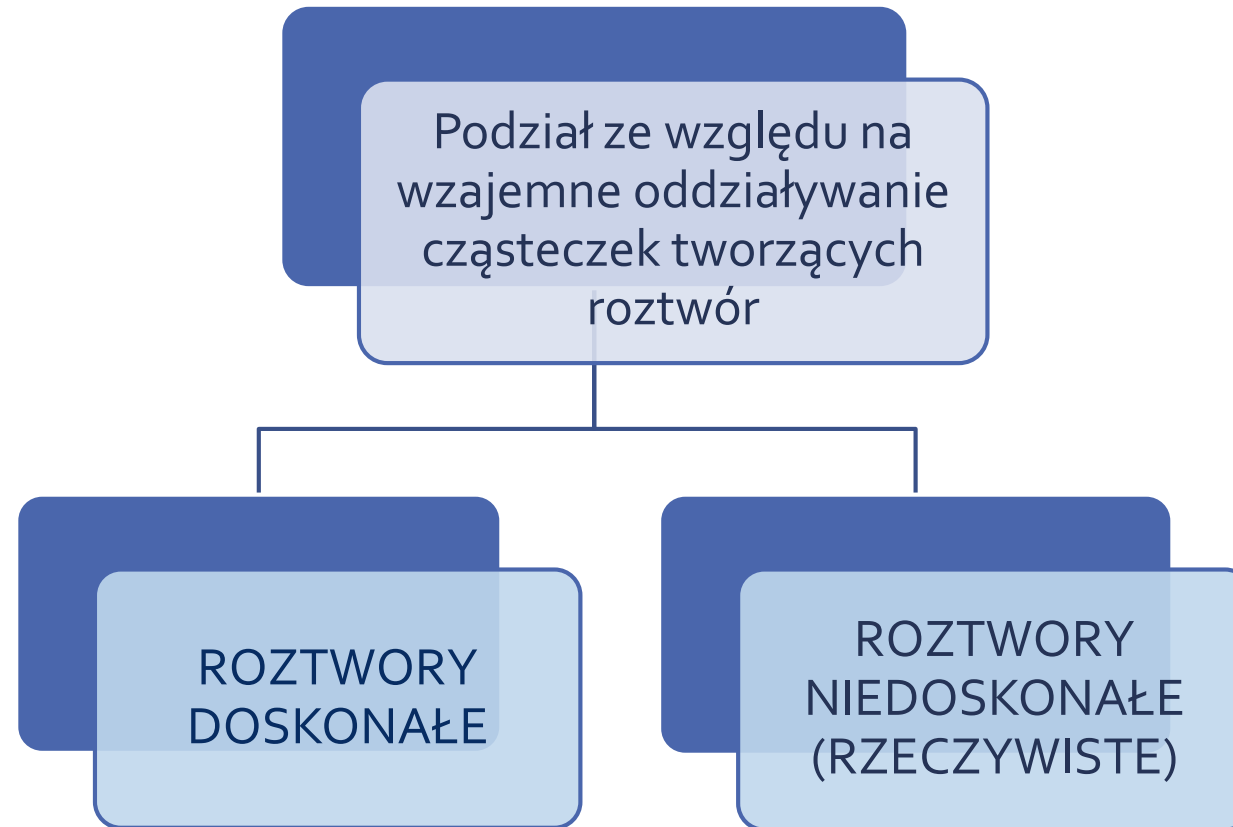 Podział ze względu na
wzajemne oddziaływanie
cząsteczek tworzących
roztwór
ROZTWORY
DOSKONAŁE
ROZTWORY
NIEDOSKONAŁE
(RZECZYWISTE)